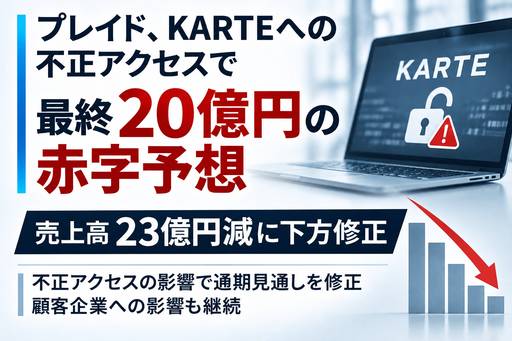 プレイド、KARTEへの
不正アクセスで
最終20億円の
赤字予想
KARTE
売上高 23億円減に下方修正
不正アクセスの影響で通期見通しを修正
顧客企業への影響も継続